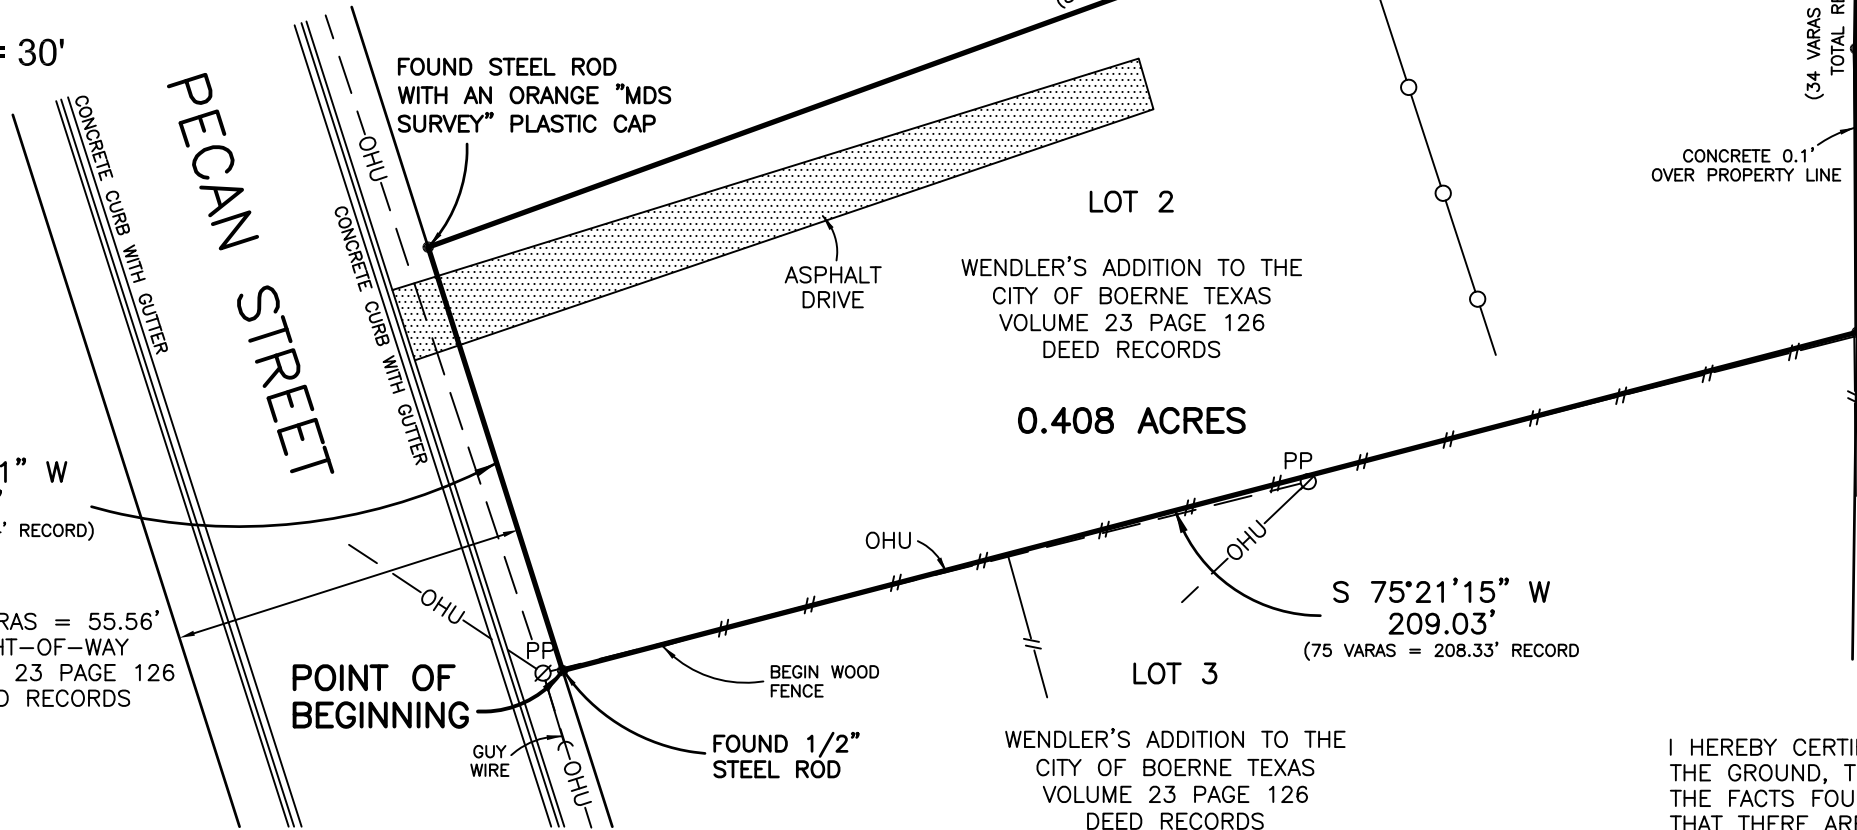 = 30'
PECAN STREET
CONCRETE CURB WITH GUTTER
CONCRETE CURB WITH GUTTER
OHU
FOUND STEEL ROD
WITH AN ORANGE "MDS
SURVEY" PLASTIC CAP
ASPHALT
DRIVE
LOT 2
WENDLER'S ADDITION TO THE
CITY OF BOERNE TEXAS
VOLUME 23 PAGE 126
DEED RECORDS
0.408 ACRES
(34 VARAS
TOTAL RE
CONCRETE 0.1'
OVER PROPERTY LINE
1" W
' RECORD)
RAS = 55.56'
HT-OF-WAY
23 PAGE 126
D RECORDS
OHU
PP
POINT OF
BEGINNING
GUY
WIRE
OHU
FOUND 1/2"
STEEL ROD
BEGIN WOOD
FENCE
OHU
PP
OHU
S 75°21'15" W
209.03'
(75 VARAS = 208.33' RECORD
LOT 3
WENDLER'S ADDITION TO THE
CITY OF BOERNE TEXAS
VOLUME 23 PAGE 126
DEED RECORDS
I HEREBY CERTI
THE GROUND, T
THE FACTS FOU
THAT THERE ARE